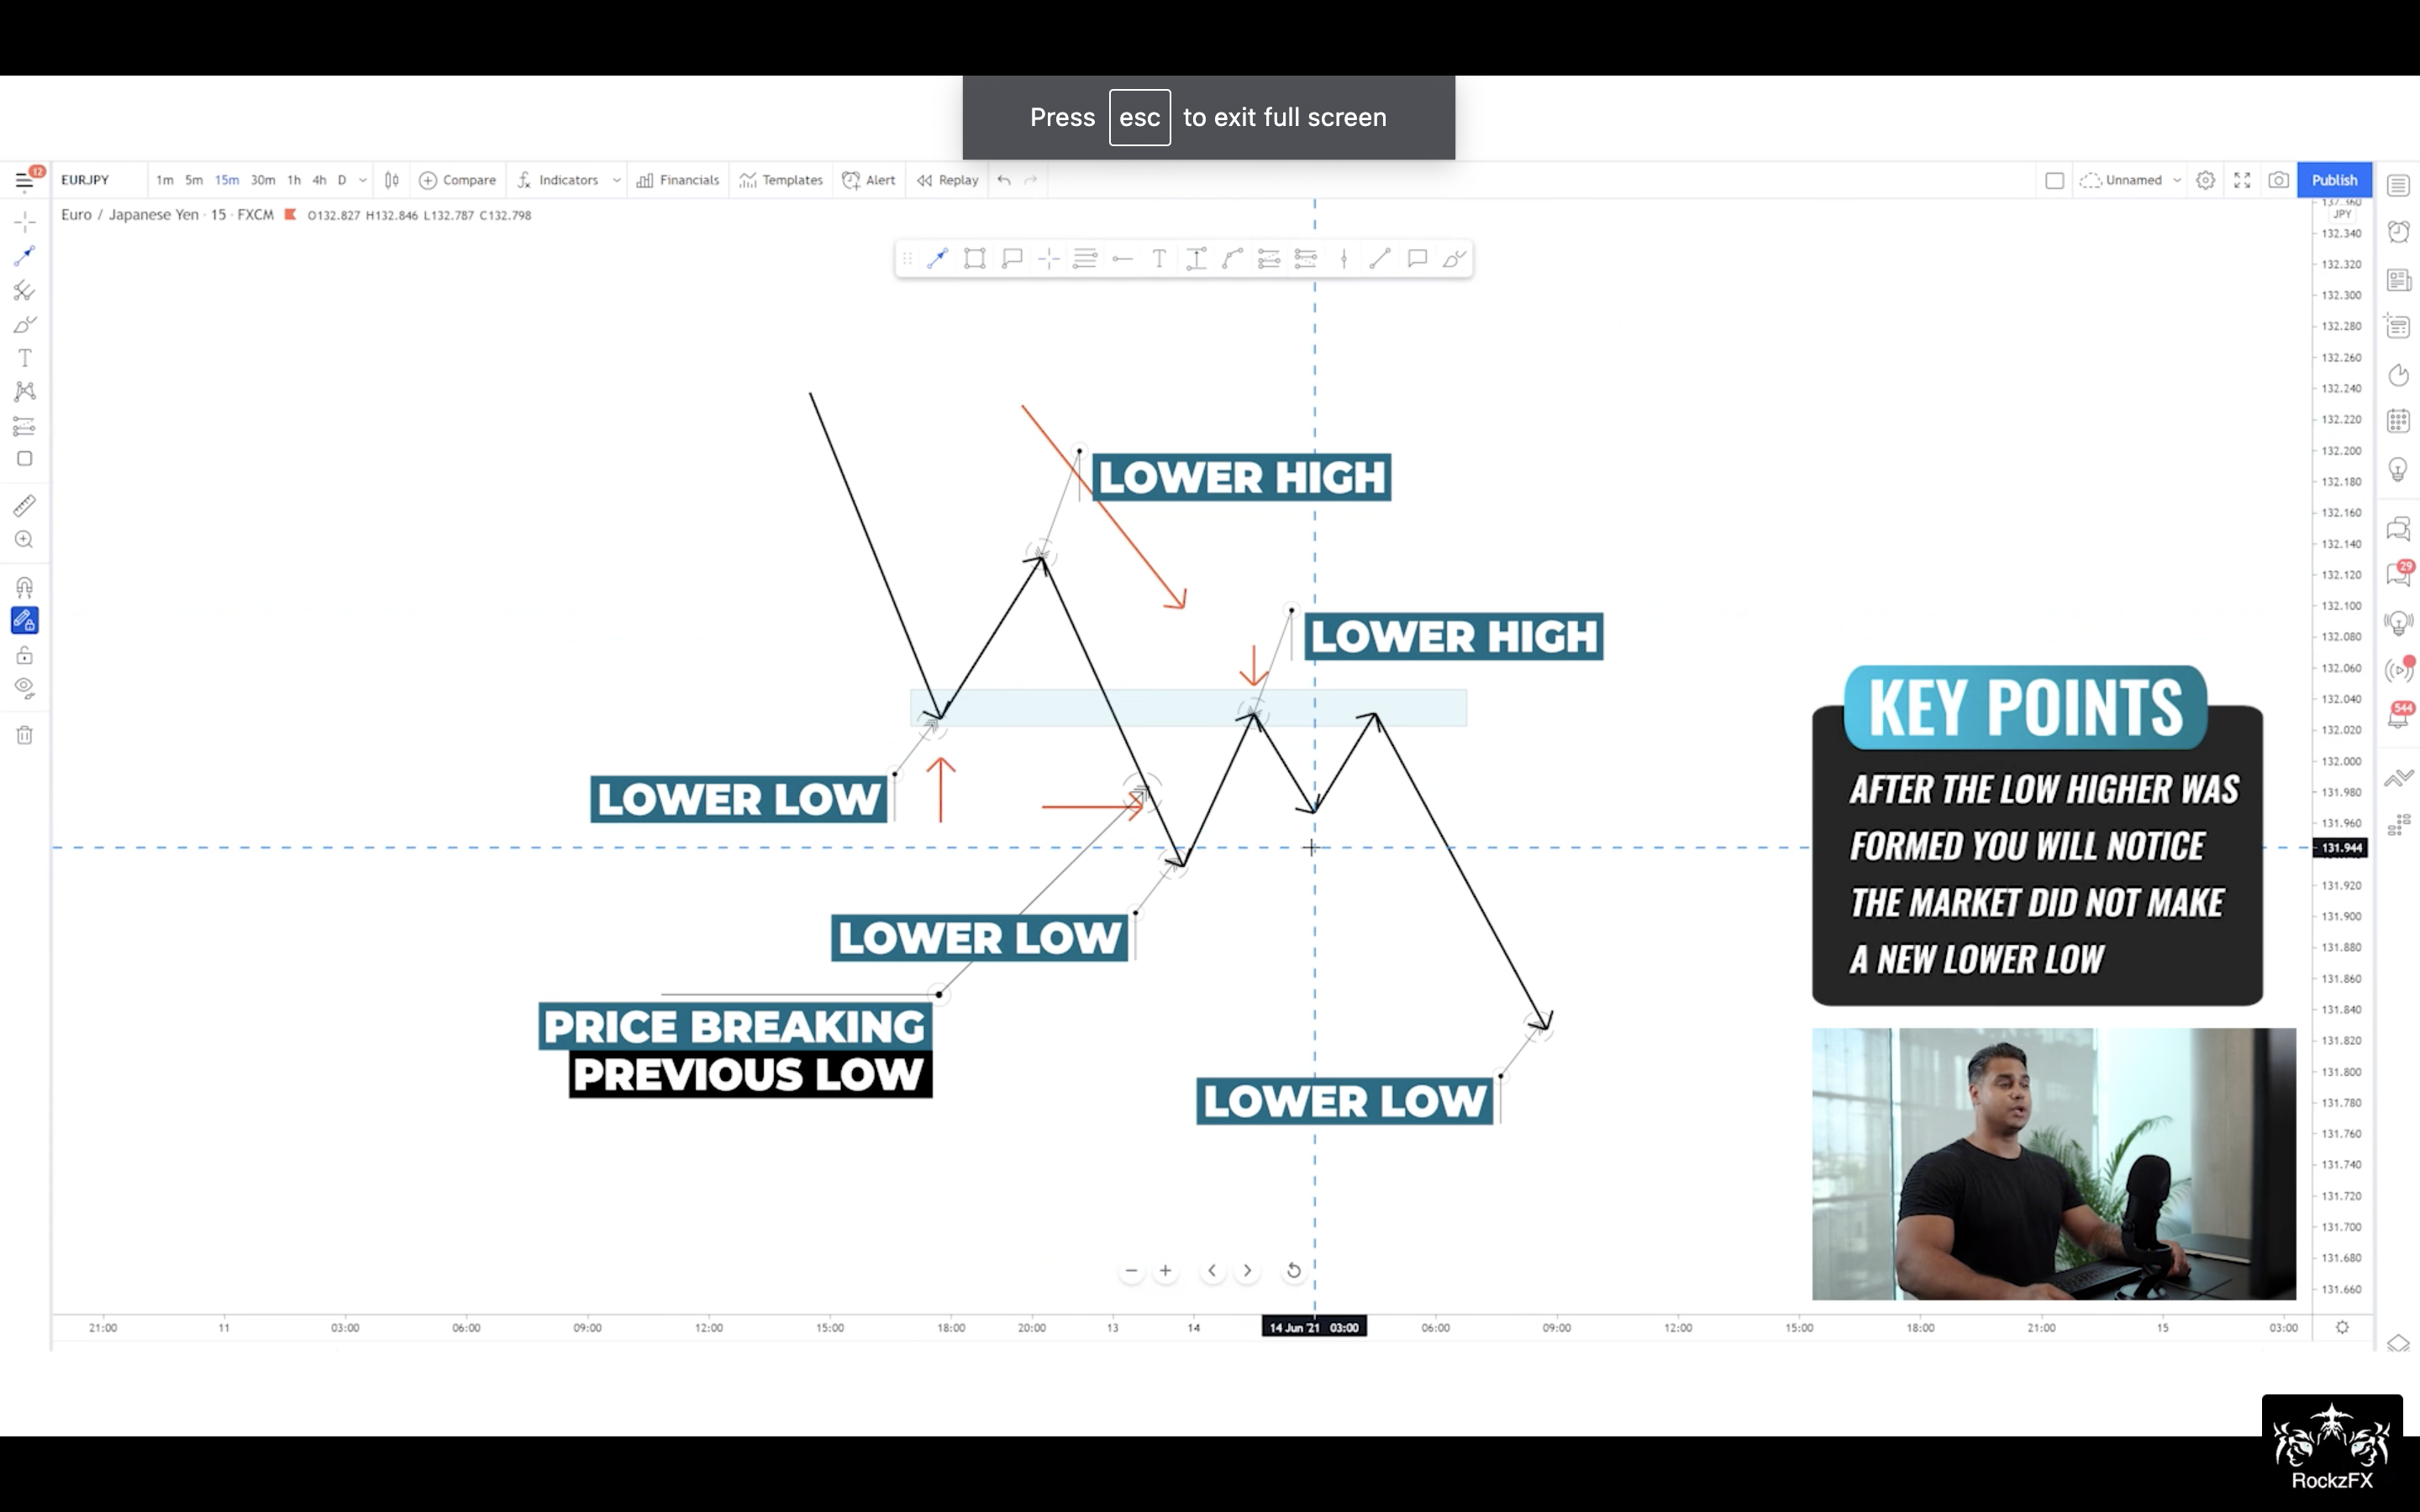 Press esc to exit full screen
12
EURJPY 1m 5m 15m 30m 1h 4h D Compare Indicators Financials Templates Alert Replay Unnamed Publish
Euro / Japanese Yen · 15 · FXCM O132.827 H132.846 L132.787 C132.798
JPY
132.340
132.320
132.300
132.280
132.260
132.240
132.220
132.200
132.180
132.160
132.140
132.120
132.100
132.080
132.060
132.040
132.020
132.000
131.980
131.960
131.944
131.920
131.900
131.880
131.860
131.840
131.820
131.800
131.780
131.760
131.740
131.720
131.700
131.680
131.660
29
544
LOWER HIGH
LOWER HIGH
LOWER LOW
LOWER LOW
PRICE BREAKING
PREVIOUS LOW
LOWER LOW
KEY POINTS
AFTER THE LOW HIGHER WAS
FORMED YOU WILL NOTICE
THE MARKET DID NOT MAKE
A NEW LOWER LOW
21:00 11 03:00 06:00 09:00 12:00 15:00 18:00 20:00 13 14 14 Jun '21 03:00 06:00 09:00 12:00 15:00 18:00 21:00 15 03:00
RockzFX